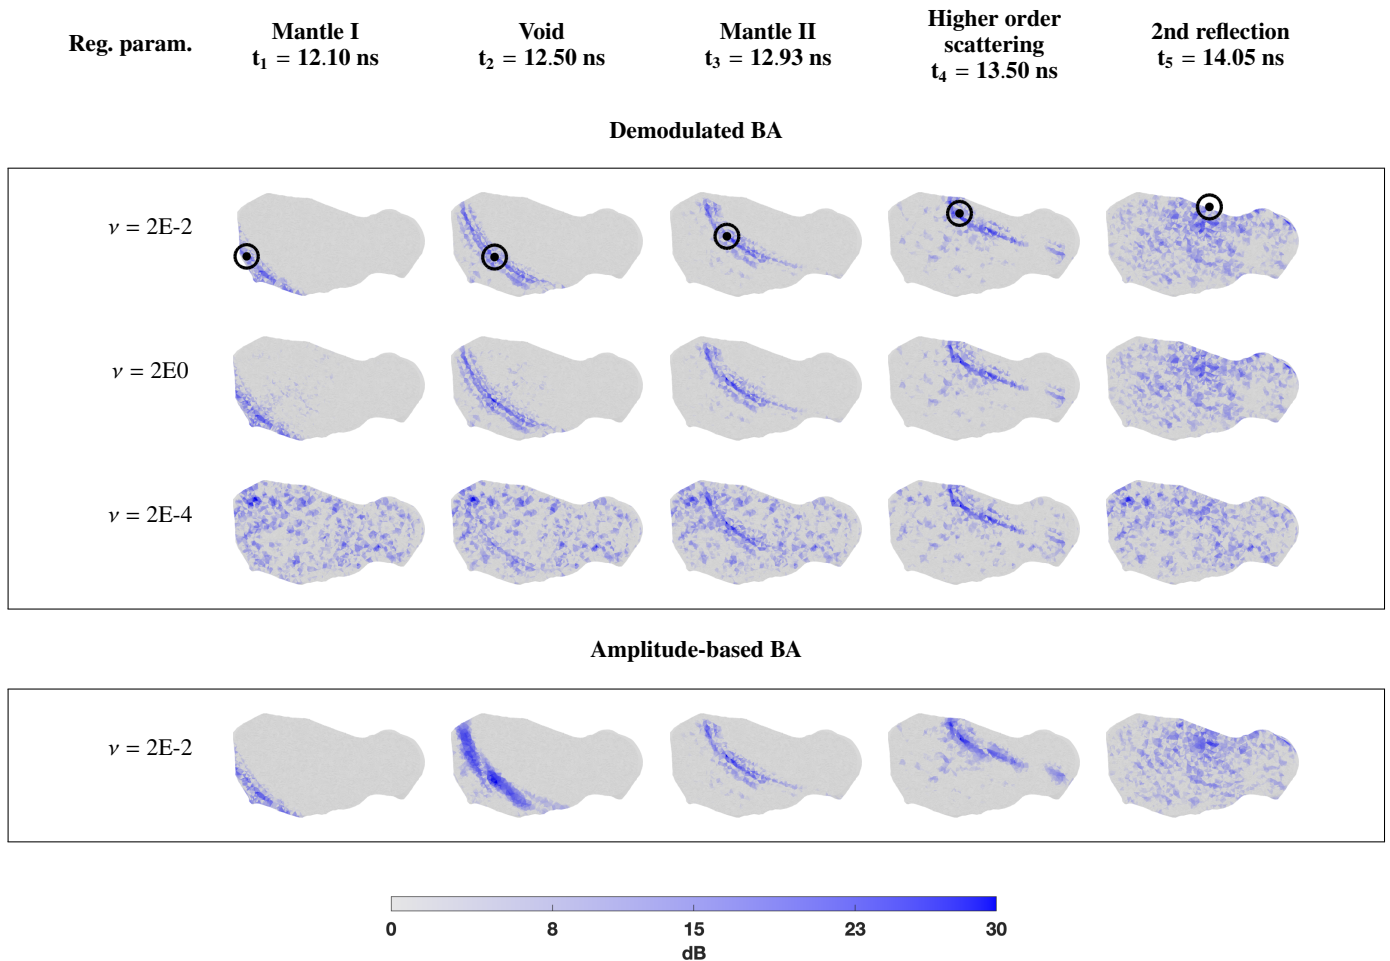 Reg. param.
Mantle I
t₁ = 12.10 ns
Void
t₂ = 12.50 ns
Mantle II
t₃ = 12.93 ns
Higher order
scattering
t₄ = 13.50 ns
2nd reflection
t₅ = 14.05 ns
Demodulated BA
ν = 2E-2
ν = 2E0
ν = 2E-4
Amplitude-based BA
ν = 2E-2
0 8 15 23 30
dB